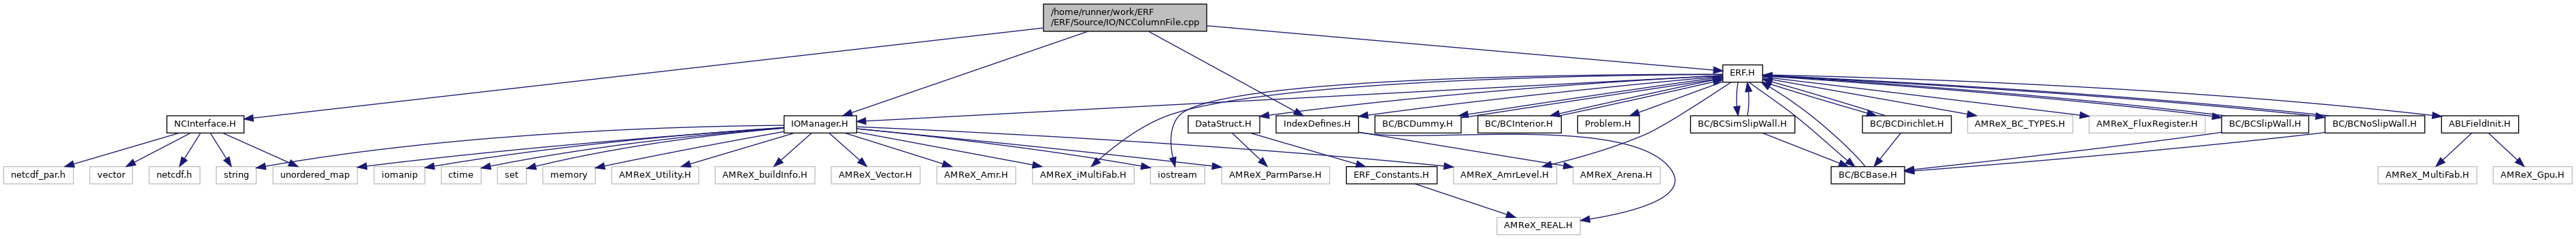 /home/runner/work/ERF
/ERF/Source/IO/NCColumnFile.cpp
ERF.H
NCInterface.H
IOManager.H
DataStruct.H
IndexDefines.H
BC/BCDummy.H
BC/BCInterior.H
Problem.H
BC/BCSimSlipWall.H
BC/BCDirichlet.H
AMReX_BC_TYPES.H
AMReX_FluxRegister.H
BC/BCSlipWall.H
BC/BCNoSlipWall.H
ABLFieldInit.H
netcdf_par.h
vector
netcdf.h
string
unordered_map
iomanip
ctime
set
memory
AMReX_Utility.H
AMReX_buildInfo.H
AMReX_Vector.H
AMReX_Amr.H
AMReX_iMultiFab.H
iostream
AMReX_ParmParse.H
ERF_Constants.H
AMReX_AmrLevel.H
AMReX_Arena.H
BC/BCBase.H
AMReX_MultiFab.H
AMReX_Gpu.H
AMReX_REAL.H